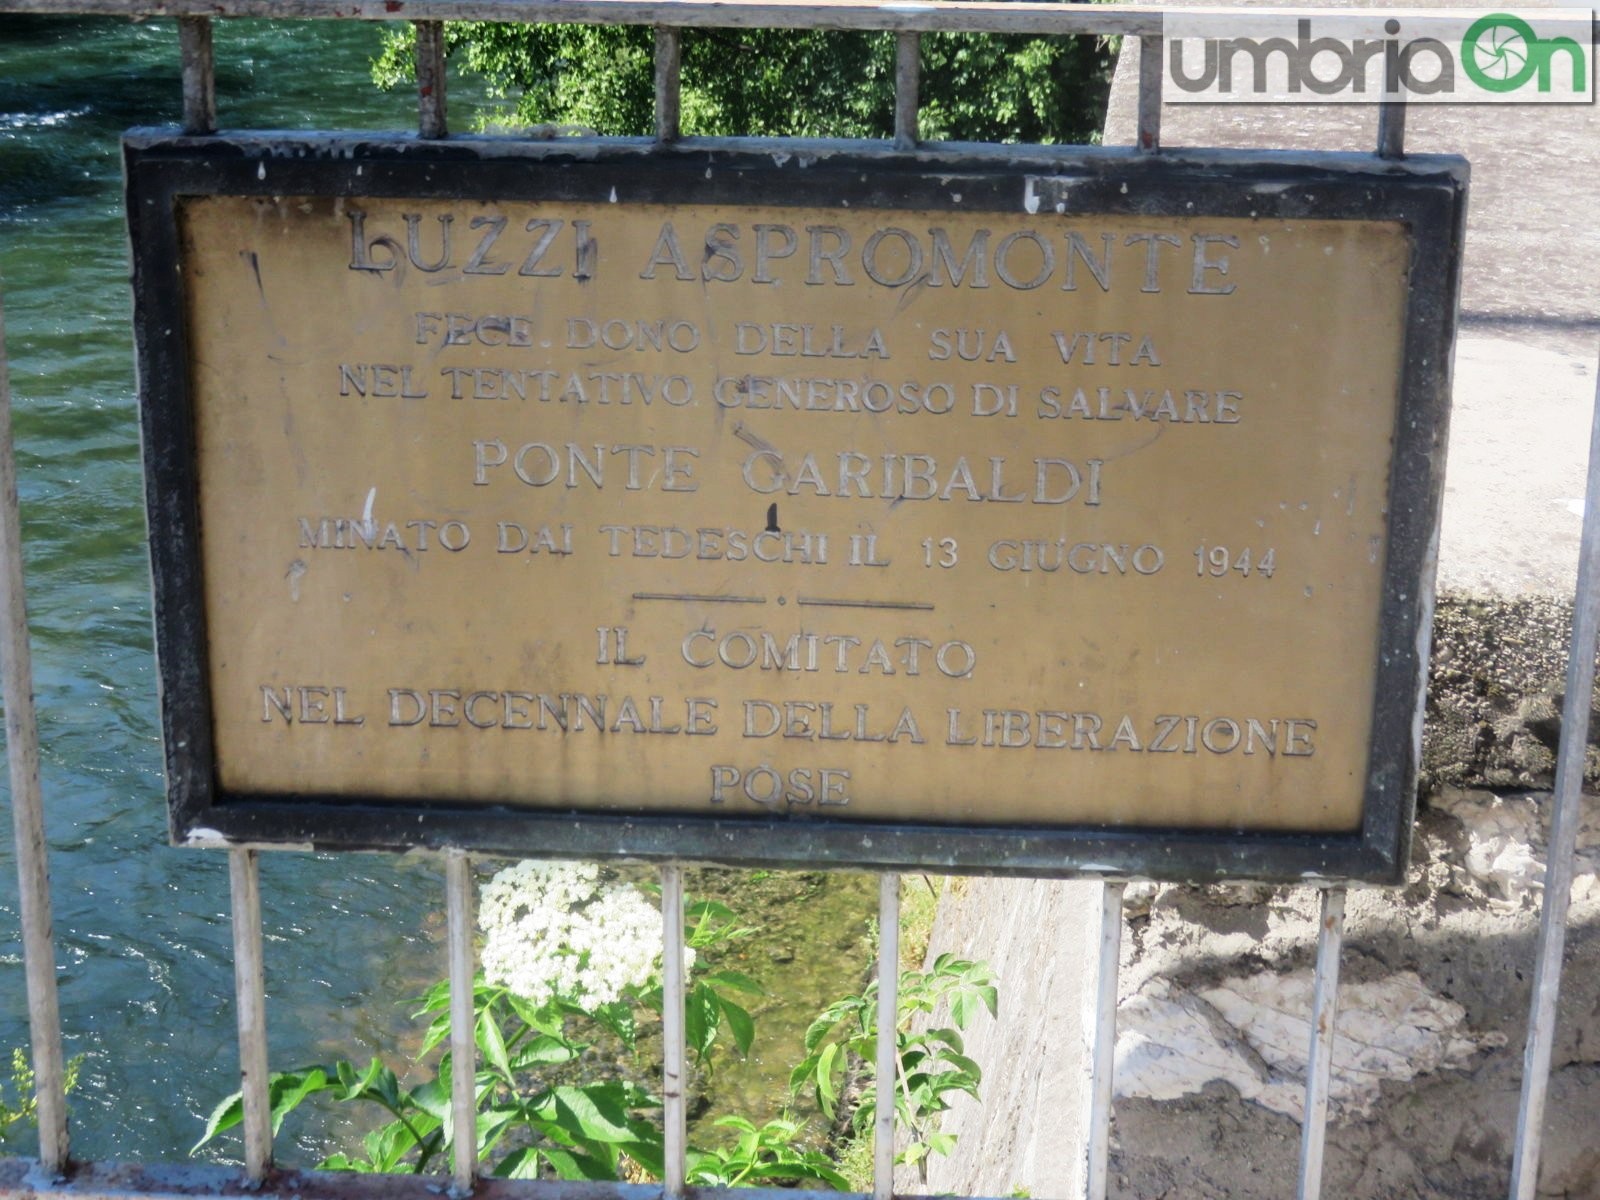 umbriaOn
LUZZI ASPROMONTE
FECE DONO DELLA SUA VITA
NEL TENTATIVO GENEROSO DI SALVARE
PONTE GARIBALDI
MINATO DAI TEDESCHI IL 13 GIUGNO 1944
IL COMITATO
NEL DECENNALE DELLA LIBERAZIONE
POSE